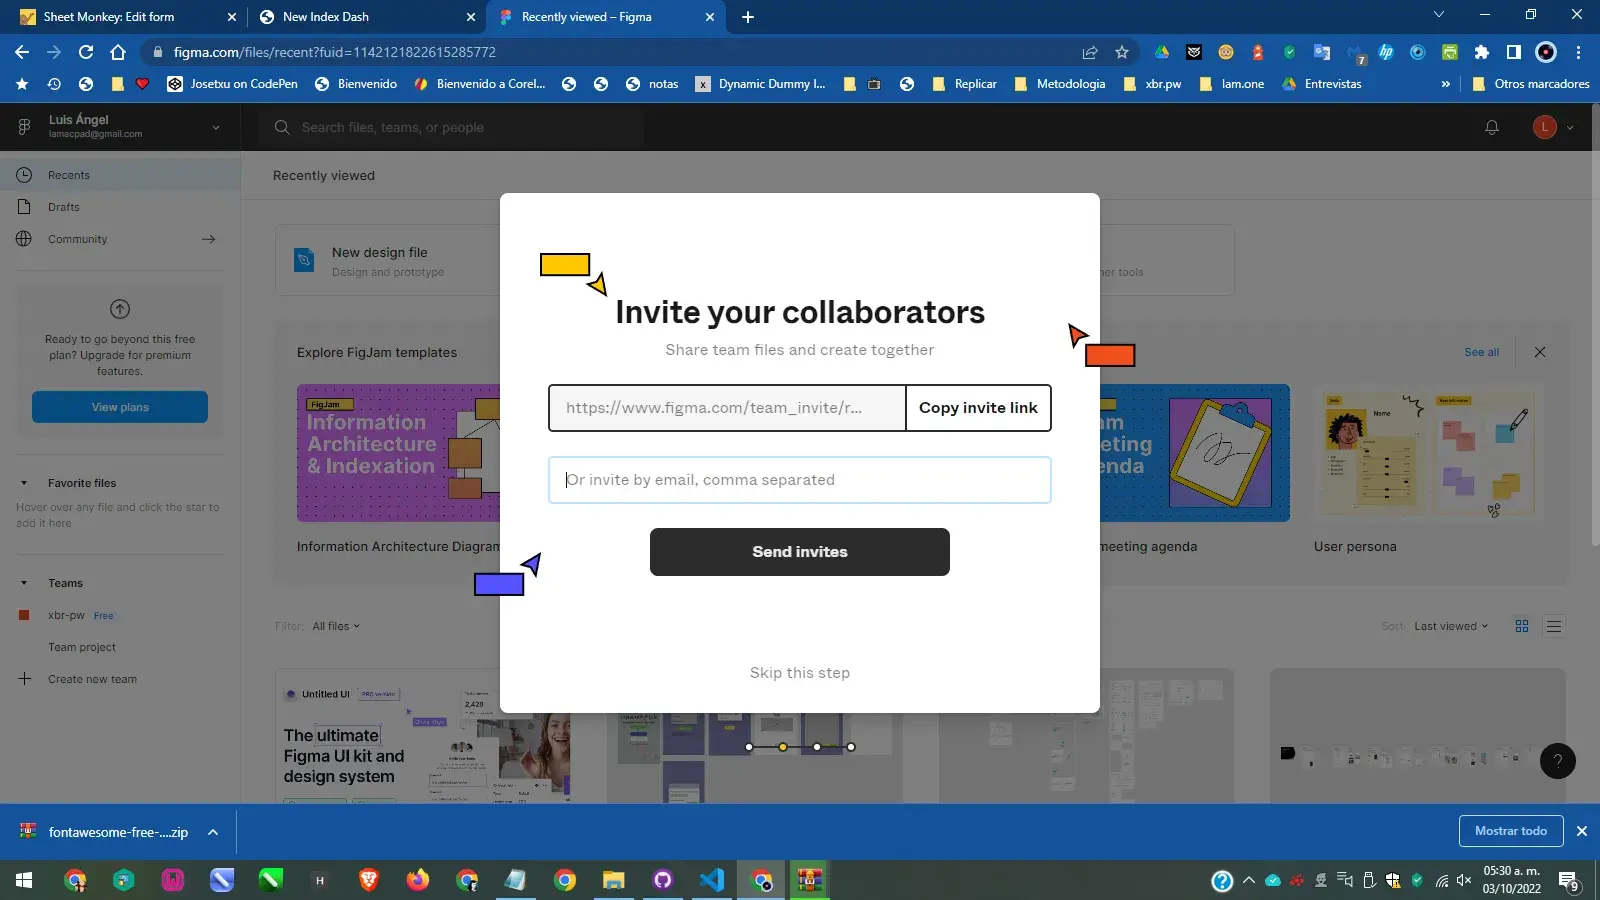 Sheet Monkey: Edit form
New Index Dash
Recently viewed – Figma
figma.com/files/recent?fuid=1142121822615285772
7
Josetxu on CodePen
Bienvenido
Bienvenido a Corel...
notas
Dynamic Dummy I...
Replicar
Metodologia
xbr.pw
lam.one
Entrevistas
»
Otros marcadores
Luis Ángel
lamacpad@gmail.com
Search files, teams, or people
L
Recents
Drafts
Community
Ready to go beyond this free
plan? Upgrade for premium
features.
View plans
Favorite files
Hover over any file and click the star to
add it here
Teams
xbr-pw Free
Team project
Create new team
Recently viewed
New design file
Design and prototype
her tools
Explore FigJam templates
See all
FigJam
Information
Architecture
& Indexation
Information Architecture Diagram
am
eeting
enda
meeting agenda
Name
User persona
Invite your collaborators
Share team files and create together
https://www.figma.com/team_invite/r...
Copy invite link
Or invite by email, comma separated
Send invites
Skip this step
Filter: All files
Sort: Last viewed
Untitled UI
PRO version
2,420
The ultimate
Figma UI kit and
design system
?
fontawesome-free-....zip
Mostrar todo
H
05:30 a. m.
03/10/2022
9